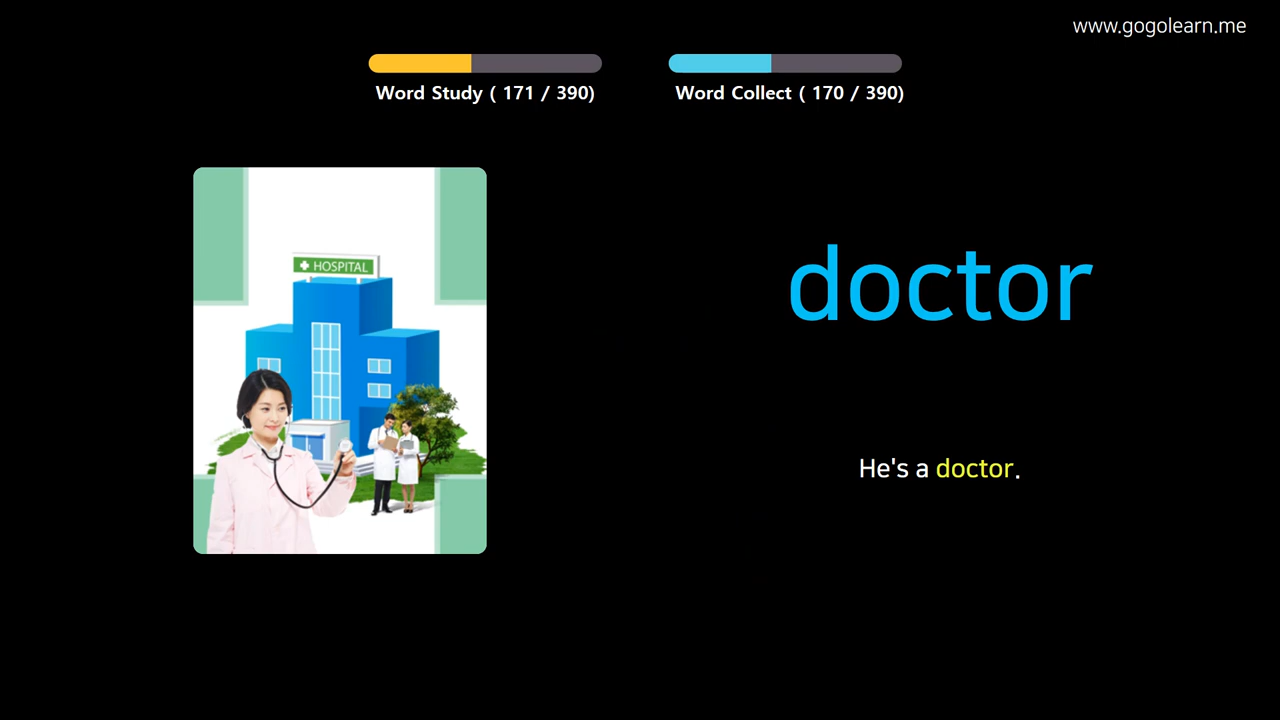 www.gogolearn.me
Word Study ( 171 / 390)
Word Collect ( 170 / 390)
HOSPITAL
doctor
He's a doctor.